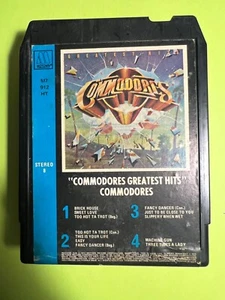 GREATEST HITS
COMMODORES
STEREO
8
"COMMODORES GREATEST HITS"
COMMODORES
1 BRICK HOUSE
SWEET LOVE
TOO HOT TA TROT (Beg.)
2 TOO HOT TA TROT (Con.)
THIS IS YOUR LIFE
EASY
FANCY DANCER (Beg.)
3 FANCY DANCER (Con.)
JUST TO BE CLOSE TO YOU
SLIPPERY WHEN WET
4 MACHINE GUN
THREE TIMES A LADY